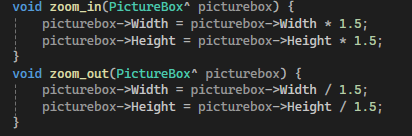 void zoom_in(PictureBox^ picturebox) {
    picturebox->Width = picturebox->Width * 1.5;
    picturebox->Height = picturebox->Height * 1.5;
}
void zoom_out(PictureBox^ picturebox) {
    picturebox->Width = picturebox->Width / 1.5;
    picturebox->Height = picturebox->Height / 1.5;
}